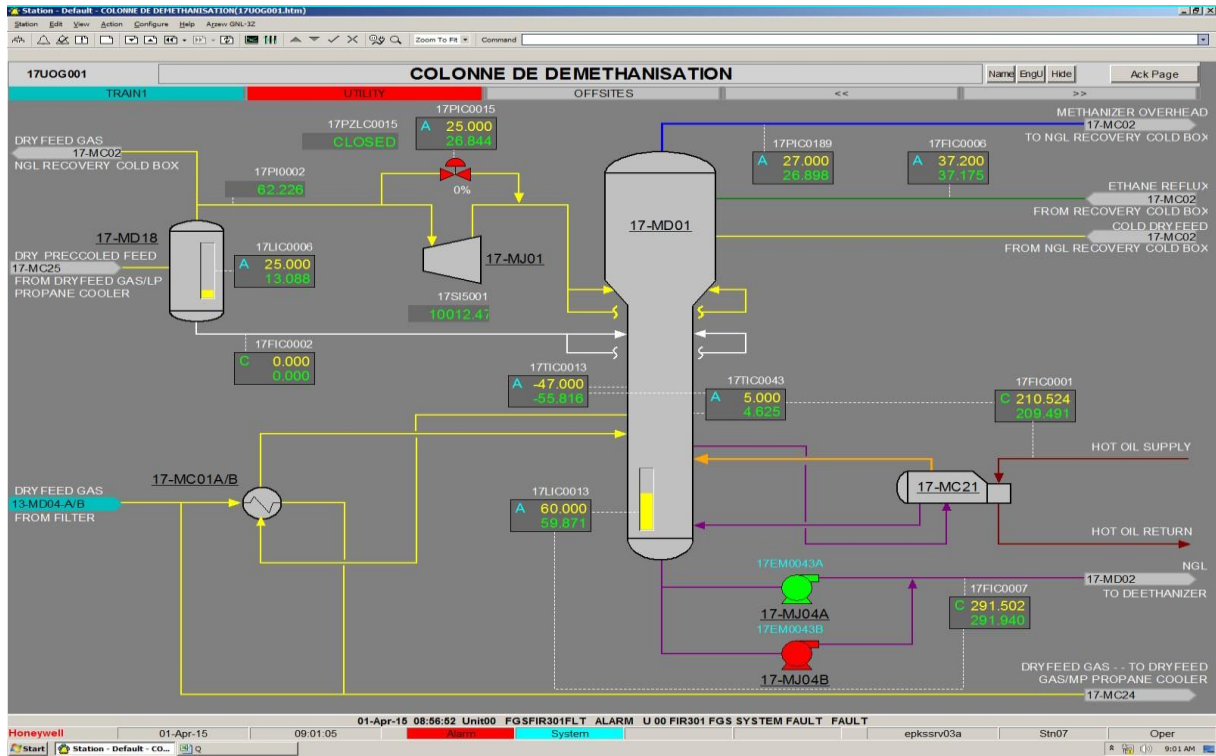 Station - Default - COLONNE DE DEMETHANISATION(17UOG001.htm)
Station Edit View Action Configure Help Arzew GNL-3Z
Zoom To Fit Command
17UOG001 COLONNE DE DEMETHANISATION Name EngU Hide Ack Page
TRAIN1 UTILITY OFFSITES << >>
17PIC0015
A 25.000
26.844
0%
17PZLC0015
CLOSED
DRY FEED GAS
17-MC02
NGL RECOVERY COLD BOX
17PI0002
62.226
17-MD18
DRY PRECCOLED FEED
17-MC25
FROM DRYFEED GAS/LP
PROPANE COOLER
17LIC0006
A 25.000
13.088
17-MJ01
17SI5001
10012.47
17FIC0002
C 0.000
0.000
METHANIZER OVERHEAD
17-MC02
TO NGL RECOVERY COLD BOX
17PIC0189
A 27.000
26.898
17FIC0006
A 37.200
37.175
ETHANE REFLUX
17-MC02
FROM RECOVERY COLD BOX
COLD DRYFEED
17-MC02
FROM NGL RECOVERY COLD BOX
17-MD01
17TIC0013
A -47.000
-55.816
17TIC0043
A 5.000
4.625
17FIC0001
C 210.524
209.491
HOT OIL SUPPLY
17-MC21
HOT OIL RETURN
17-MC01A/B
DRYFEED GAS
13-MD04-A/B
FROM FILTER
17LIC0013
A 60.000
59.871
17EM0043A
17-MJ04A
17EM0043B
17-MJ04B
NGL
17-MD02
TO DEETHANIZER
17FIC0007
C 291.502
291.940
DRYFEED GAS - - TO DRYFEED
GAS/MP PROPANE COOLER
17-MC24
01-Apr-15 08:56:52 Unit00 FGSFIR301FLT ALARM U 00 FIR301 FGS SYSTEM FAULT FAULT
Honeywell 01-Apr-15 09:01:05 Alarm System epkssrv03a Stn07 Oper
Start Station - Default - CO... Q 9:01 AM